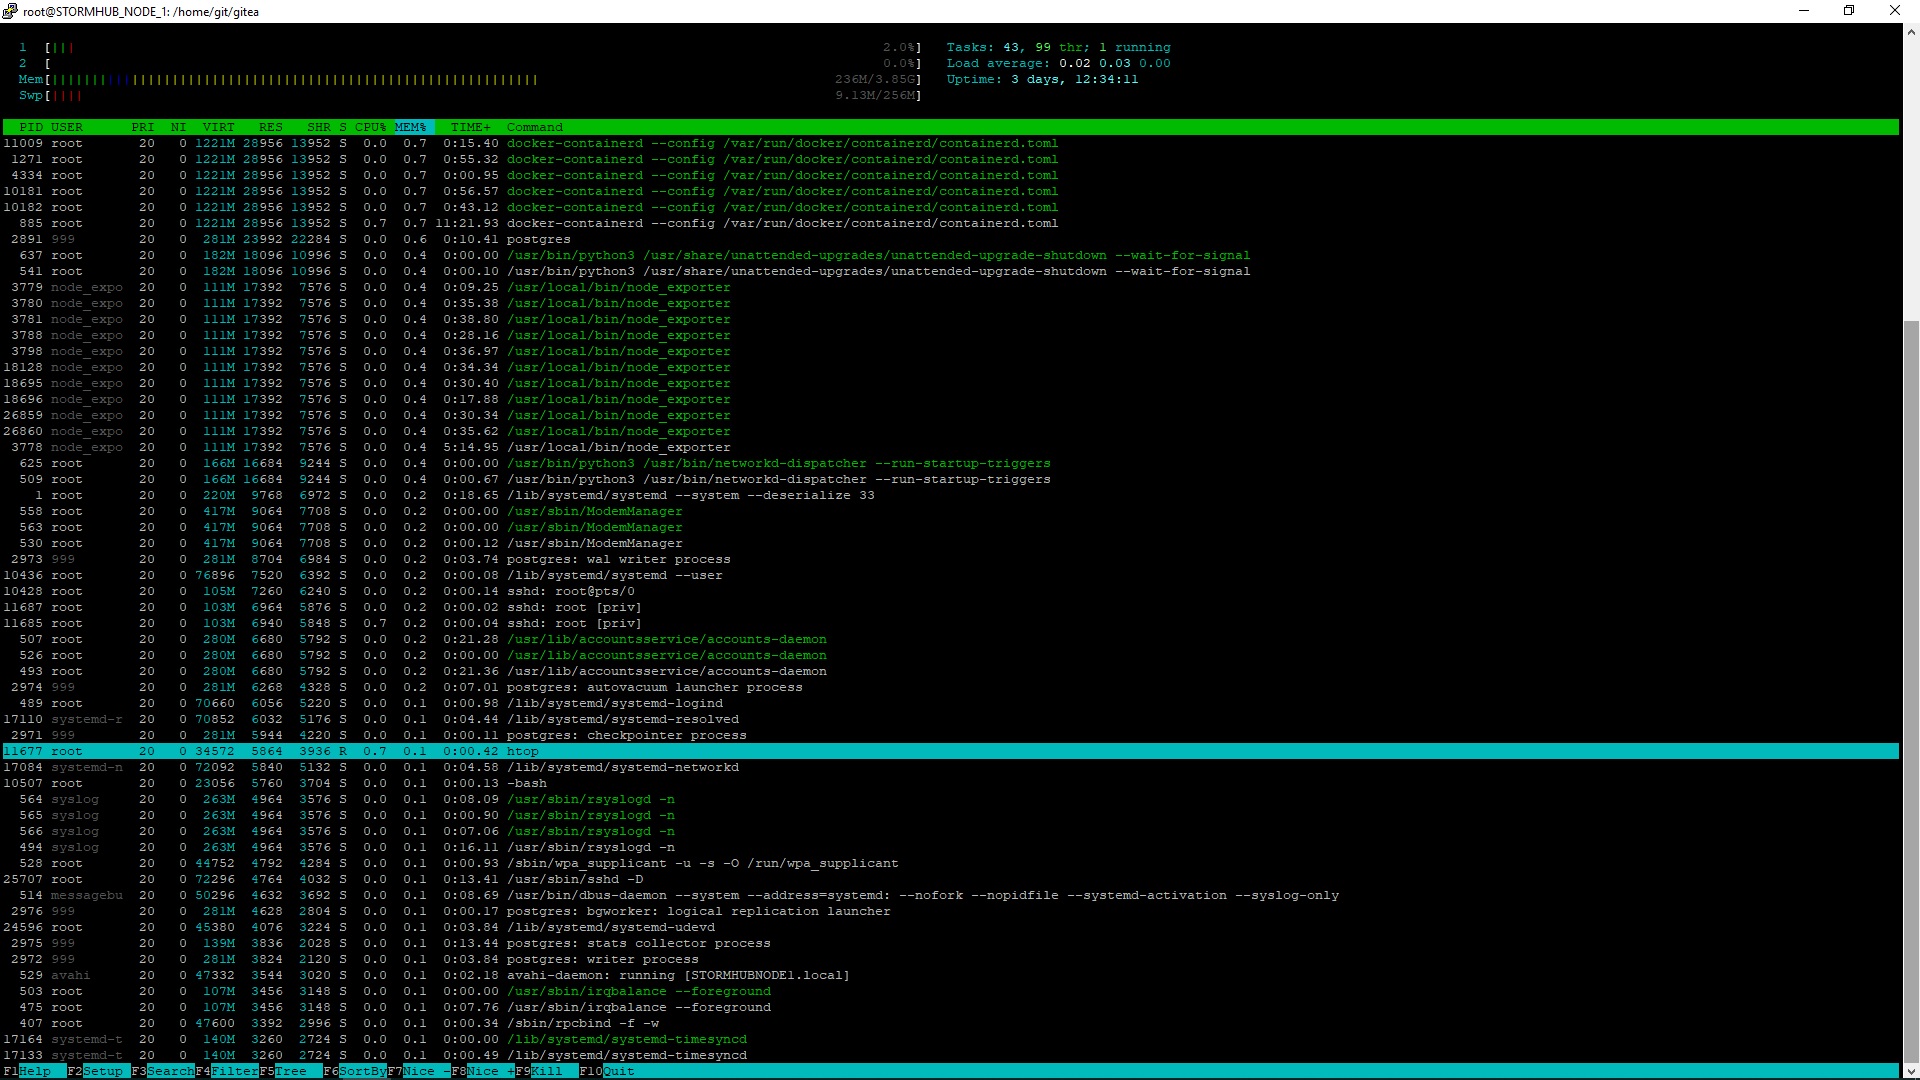 root@STORMHUB_NODE_1: /home/git/gitea
1 [||| 2.0%] Tasks: 43, 99 thr; 1 running
2 [ 0.0%] Load average: 0.02 0.03 0.00
Mem[||||||||||||||||||||||||||||||||||||||||||||||||||||||||||||| 236M/3.85G] Uptime: 3 days, 12:34:11
Swp[|||| 9.13M/256M]
PID USER PRI NI VIRT RES SHR S CPU% MEM% TIME+ Command
11009 root 20 0 1221M 28956 13952 S 0.0 0.7 0:15.40 docker-containerd --config /var/run/docker/containerd/containerd.toml
1271 root 20 0 1221M 28956 13952 S 0.0 0.7 0:55.32 docker-containerd --config /var/run/docker/containerd/containerd.toml
4334 root 20 0 1221M 28956 13952 S 0.0 0.7 0:00.95 docker-containerd --config /var/run/docker/containerd/containerd.toml
10181 root 20 0 1221M 28956 13952 S 0.0 0.7 0:56.57 docker-containerd --config /var/run/docker/containerd/containerd.toml
10182 root 20 0 1221M 28956 13952 S 0.0 0.7 0:43.12 docker-containerd --config /var/run/docker/containerd/containerd.toml
885 root 20 0 1221M 28956 13952 S 0.7 0.7 11:21.93 docker-containerd --config /var/run/docker/containerd/containerd.toml
2891 999 20 0 281M 23992 22284 S 0.0 0.6 0:10.41 postgres
637 root 20 0 182M 18096 10996 S 0.0 0.4 0:00.00 /usr/bin/python3 /usr/share/unattended-upgrades/unattended-upgrade-shutdown --wait-for-signal
541 root 20 0 182M 18096 10996 S 0.0 0.4 0:00.10 /usr/bin/python3 /usr/share/unattended-upgrades/unattended-upgrade-shutdown --wait-for-signal
3779 node_expo 20 0 111M 17392 7576 S 0.0 0.4 0:09.25 /usr/local/bin/node_exporter
3780 node_expo 20 0 111M 17392 7576 S 0.0 0.4 0:35.38 /usr/local/bin/node_exporter
3781 node_expo 20 0 111M 17392 7576 S 0.0 0.4 0:38.80 /usr/local/bin/node_exporter
3788 node_expo 20 0 111M 17392 7576 S 0.0 0.4 0:28.16 /usr/local/bin/node_exporter
3798 node_expo 20 0 111M 17392 7576 S 0.0 0.4 0:36.97 /usr/local/bin/node_exporter
18128 node_expo 20 0 111M 17392 7576 S 0.0 0.4 0:34.34 /usr/local/bin/node_exporter
18695 node_expo 20 0 111M 17392 7576 S 0.0 0.4 0:30.40 /usr/local/bin/node_exporter
18696 node_expo 20 0 111M 17392 7576 S 0.0 0.4 0:17.88 /usr/local/bin/node_exporter
26859 node_expo 20 0 111M 17392 7576 S 0.0 0.4 0:30.34 /usr/local/bin/node_exporter
26860 node_expo 20 0 111M 17392 7576 S 0.0 0.4 0:35.62 /usr/local/bin/node_exporter
3778 node_expo 20 0 111M 17392 7576 S 0.0 0.4 5:14.95 /usr/local/bin/node_exporter
625 root 20 0 166M 16684 9244 S 0.0 0.4 0:00.00 /usr/bin/python3 /usr/bin/networkd-dispatcher --run-startup-triggers
509 root 20 0 166M 16684 9244 S 0.0 0.4 0:00.67 /usr/bin/python3 /usr/bin/networkd-dispatcher --run-startup-triggers
1 root 20 0 220M 9768 6972 S 0.0 0.2 0:18.65 /lib/systemd/systemd --system --deserialize 33
558 root 20 0 417M 9064 7708 S 0.0 0.2 0:00.00 /usr/sbin/ModemManager
563 root 20 0 417M 9064 7708 S 0.0 0.2 0:00.00 /usr/sbin/ModemManager
530 root 20 0 417M 9064 7708 S 0.0 0.2 0:00.12 /usr/sbin/ModemManager
2973 999 20 0 281M 8704 6984 S 0.0 0.2 0:03.74 postgres: wal writer process
10436 root 20 0 76896 7520 6392 S 0.0 0.2 0:00.08 /lib/systemd/systemd --user
10428 root 20 0 105M 7260 6240 S 0.0 0.2 0:00.14 sshd: root@pts/0
11687 root 20 0 103M 6964 5876 S 0.0 0.2 0:00.02 sshd: root [priv]
11685 root 20 0 103M 6940 5848 S 0.7 0.2 0:00.04 sshd: root [priv]
507 root 20 0 280M 6680 5792 S 0.0 0.2 0:21.28 /usr/lib/accountsservice/accounts-daemon
526 root 20 0 280M 6680 5792 S 0.0 0.2 0:00.00 /usr/lib/accountsservice/accounts-daemon
493 root 20 0 280M 6680 5792 S 0.0 0.2 0:21.36 /usr/lib/accountsservice/accounts-daemon
2974 999 20 0 281M 6268 4328 S 0.0 0.2 0:07.01 postgres: autovacuum launcher process
489 root 20 0 70660 6056 5220 S 0.0 0.1 0:00.98 /lib/systemd/systemd-logind
17110 systemd-r 20 0 70852 6032 5176 S 0.0 0.1 0:04.44 /lib/systemd/systemd-resolved
2971 999 20 0 281M 5944 4220 S 0.0 0.1 0:00.11 postgres: checkpointer process
11677 root 20 0 34572 5864 3936 R 0.7 0.1 0:00.42 htop
17084 systemd-n 20 0 72092 5840 5132 S 0.0 0.1 0:04.58 /lib/systemd/systemd-networkd
10507 root 20 0 23056 5760 3704 S 0.0 0.1 0:00.13 -bash
564 syslog 20 0 263M 4964 3576 S 0.0 0.1 0:08.09 /usr/sbin/rsyslogd -n
565 syslog 20 0 263M 4964 3576 S 0.0 0.1 0:00.90 /usr/sbin/rsyslogd -n
566 syslog 20 0 263M 4964 3576 S 0.0 0.1 0:07.06 /usr/sbin/rsyslogd -n
494 syslog 20 0 263M 4964 3576 S 0.0 0.1 0:16.11 /usr/sbin/rsyslogd -n
528 root 20 0 44752 4792 4284 S 0.0 0.1 0:00.93 /sbin/wpa_supplicant -u -s -O /run/wpa_supplicant
25707 root 20 0 72296 4764 4032 S 0.0 0.1 0:13.41 /usr/sbin/sshd -D
514 messagebu 20 0 50296 4632 3692 S 0.0 0.1 0:08.69 /usr/bin/dbus-daemon --system --address=systemd: --nofork --nopidfile --systemd-activation --syslog-only
2976 999 20 0 281M 4628 2804 S 0.0 0.1 0:00.17 postgres: bgworker: logical replication launcher
24596 root 20 0 45380 4076 3224 S 0.0 0.1 0:03.84 /lib/systemd/systemd-udevd
2975 999 20 0 139M 3836 2028 S 0.0 0.1 0:13.44 postgres: stats collector process
2972 999 20 0 281M 3824 2120 S 0.0 0.1 0:03.84 postgres: writer process
529 avahi 20 0 47332 3544 3020 S 0.0 0.1 0:02.18 avahi-daemon: running [STORMHUBNODE1.local]
503 root 20 0 107M 3456 3148 S 0.0 0.1 0:00.00 /usr/sbin/irqbalance --foreground
475 root 20 0 107M 3456 3148 S 0.0 0.1 0:07.76 /usr/sbin/irqbalance --foreground
407 root 20 0 47600 3392 2996 S 0.0 0.1 0:00.34 /sbin/rpcbind -f -w
17164 systemd-t 20 0 140M 3260 2724 S 0.0 0.1 0:00.00 /lib/systemd/systemd-timesyncd
17133 systemd-t 20 0 140M 3260 2724 S 0.0 0.1 0:00.49 /lib/systemd/systemd-timesyncd
F1Help F2Setup F3SearchF4FilterF5Tree F6SortByF7Nice -F8Nice +F9Kill F10Quit